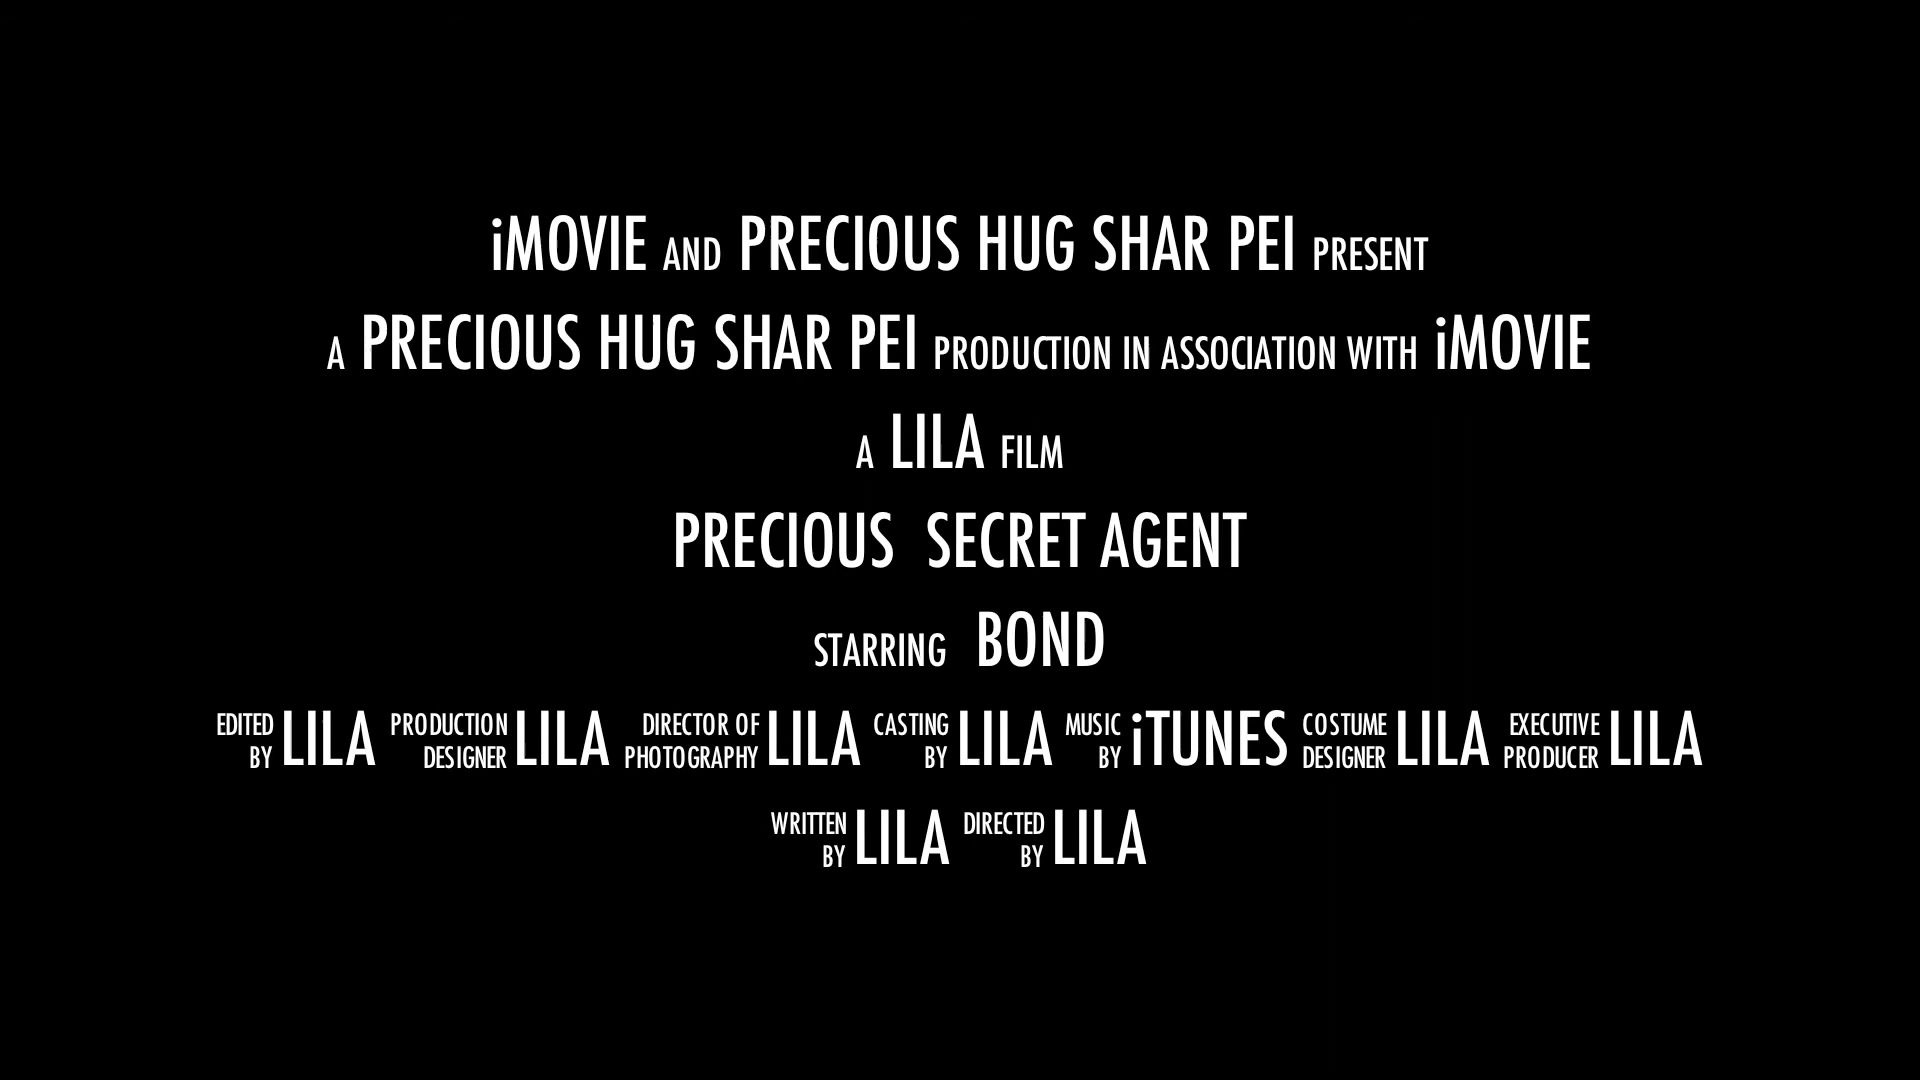 iMOVIE AND PRECIOUS HUG SHAR PEI PRESENT
A PRECIOUS HUG SHAR PEI PRODUCTION IN ASSOCIATION WITH iMOVIE
A LILA FILM
PRECIOUS SECRET AGENT
STARRING BOND
EDITED BY LILA PRODUCTION DESIGNER LILA DIRECTOR OF PHOTOGRAPHY LILA CASTING BY LILA MUSIC BY iTUNES COSTUME DESIGNER LILA EXECUTIVE PRODUCER LILA
WRITTEN BY LILA DIRECTED BY LILA